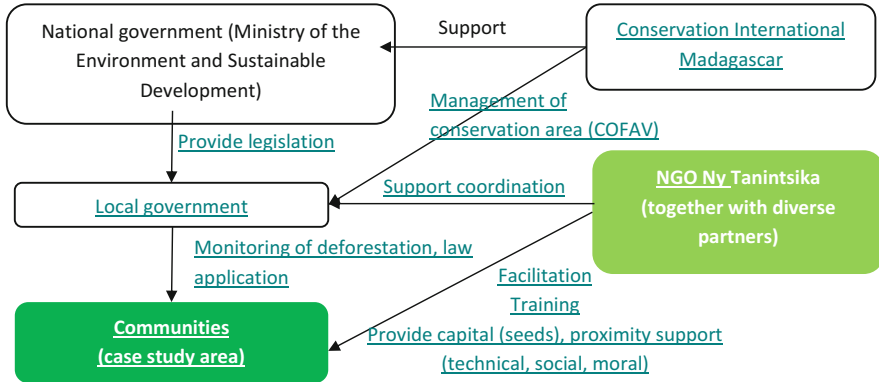 National government (Ministry of the
Environment and Sustainable
Development)
Support
Conservation International
Madagascar
Management of
conservation area (COFAV)
Provide legislation
Local government
Support coordination
NGO Ny Tanintsika
(together with diverse
partners)
Monitoring of deforestation, law
application
Facilitation
Training
Provide capital (seeds), proximity support
(technical, social, moral)
Communities
(case study area)